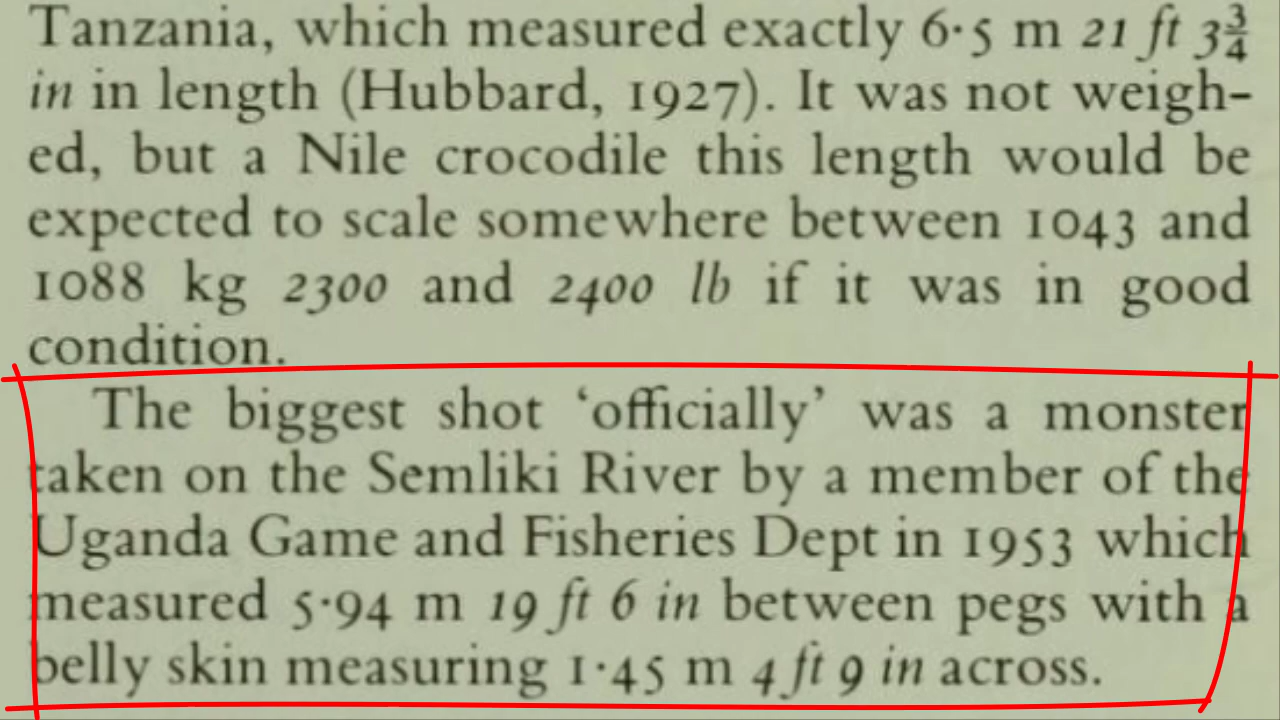 Tanzania, which measured exactly 6·5 m 21 ft 3¾
in in length (Hubbard, 1927). It was not weigh-
ed, but a Nile crocodile this length would be
expected to scale somewhere between 1043 and
1088 kg 2300 and 2400 lb if it was in good
condition.
The biggest shot ‘officially’ was a monster
taken on the Semliki River by a member of the
Uganda Game and Fisheries Dept in 1953 which
measured 5·94 m 19 ft 6 in between pegs with a
belly skin measuring 1·45 m 4 ft 9 in across.